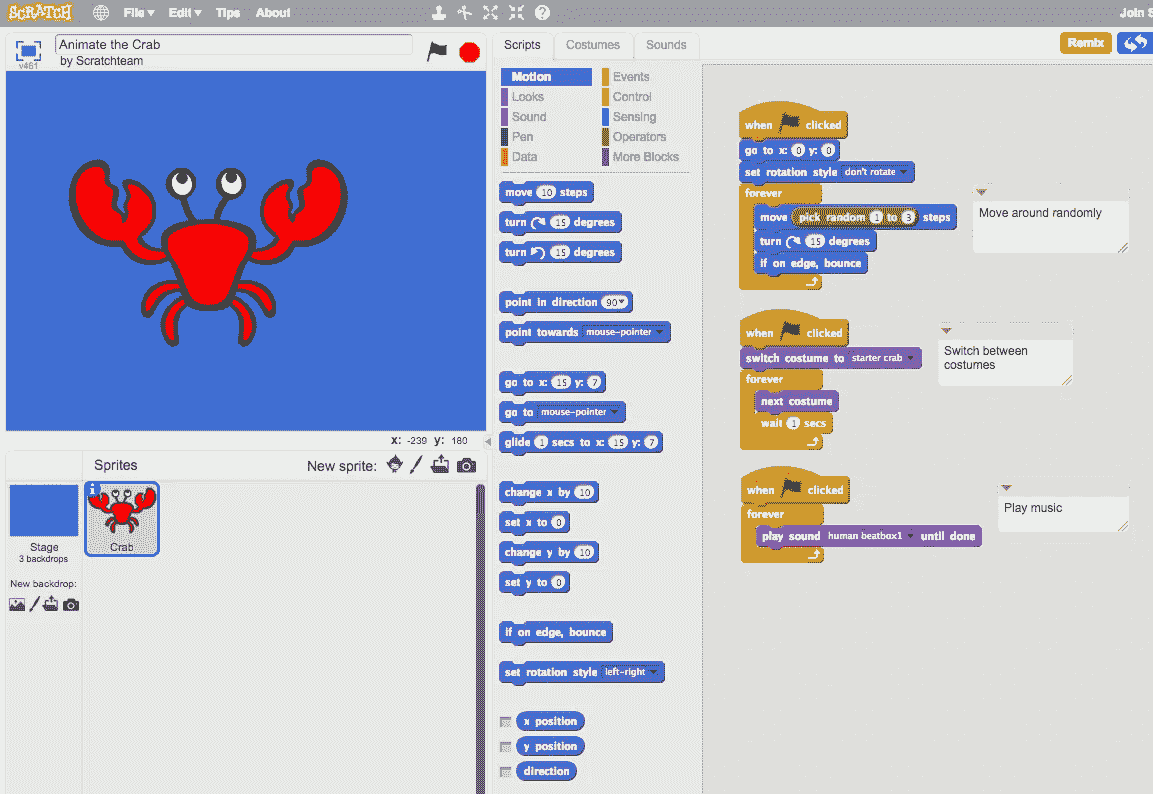 SCRATCH File Edit Tips About Join S
v461
Animate the Crab
by Scratchteam
Scripts Costumes Sounds
Remix
Motion Events
Looks Control
Sound Sensing
Pen Operators
Data More Blocks
move 10 steps
turn 15 degrees
turn 15 degrees
point in direction 90
point towards mouse-pointer
go to x: 15 y: 7
go to mouse-pointer
glide 1 secs to x: 15 y: 7
change x by 10
set x to 0
change y by 10
set y to 0
if on edge, bounce
set rotation style left-right
x position
y position
direction
when clicked
go to x: 0 y: 0
set rotation style don't rotate
forever
move pick random 1 to 3 steps
turn 15 degrees
if on edge, bounce
Move around randomly
when clicked
switch costume to starter crab
forever
next costume
wait 1 secs
Switch between
costumes
when clicked
forever
play sound human beatbox1 until done
Play music
x: -239 y: 180
Sprites New sprite:
Stage
3 backdrops
New backdrop:
i
Crab